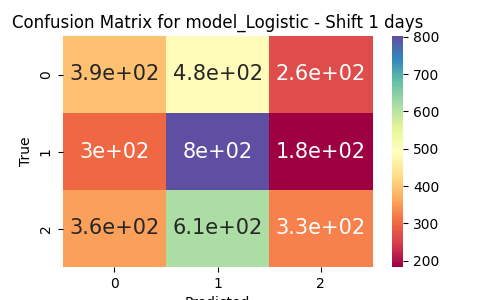 Confusion Matrix for model_Logistic - Shift 1 days
0 3.9e+02 4.8e+02 2.6e+02
1 3e+02 8e+02 1.8e+02
2 3.6e+02 6.1e+02 3.3e+02
True
0 1 2
Predicted
800
700
600
500
400
300
200